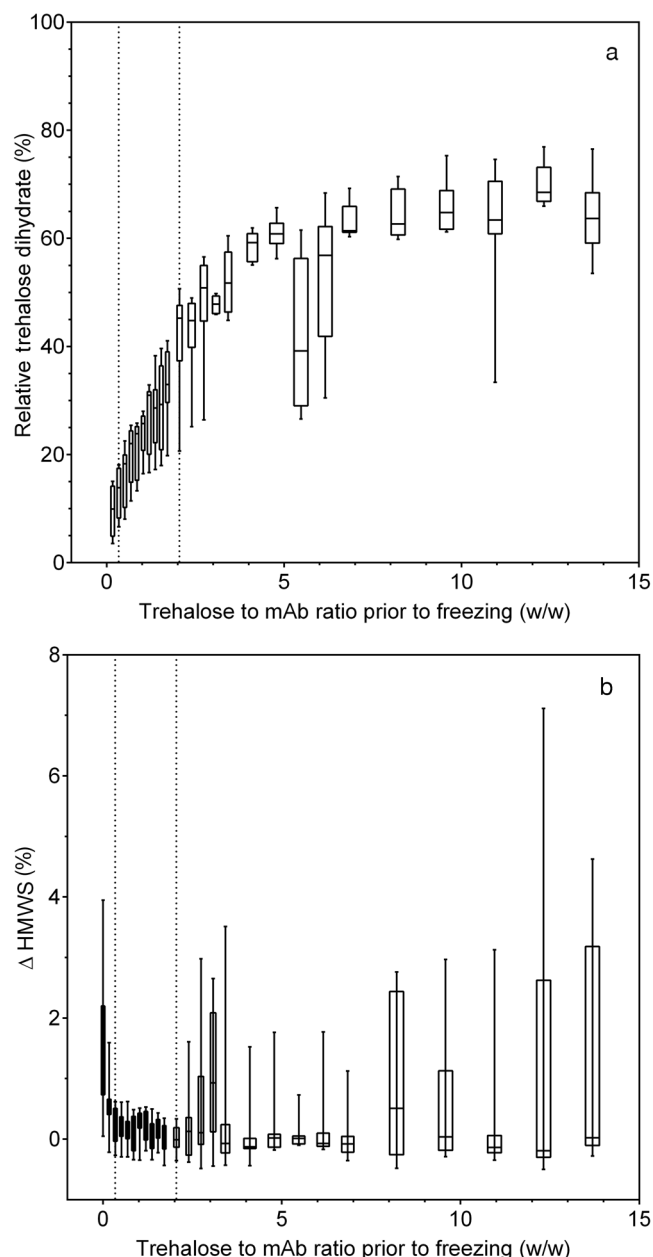 a
Relative trehalose dihydrate (%)
100
80
60
40
20
0
0 5 10 15
Trehalose to mAb ratio prior to freezing (w/w)
b
Δ HMWS (%)
8
6
4
2
0
0 5 10 15
Trehalose to mAb ratio prior to freezing (w/w)